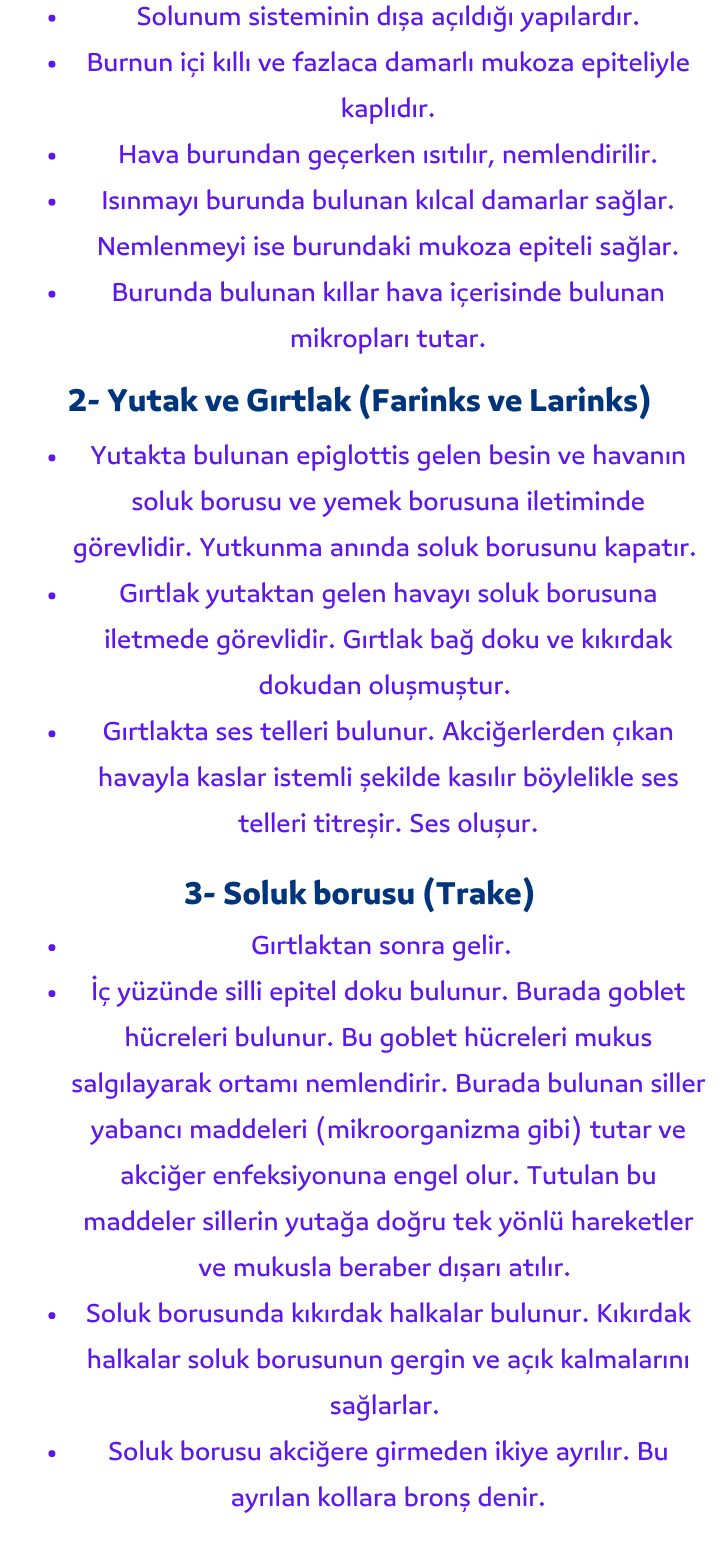 • Solunum sisteminin dışa açıldığı yapılardır.
• Burnun içi kıllı ve fazlaca damarlı mukoza epiteliyle
kaplıdır.
• Hava burundan geçerken ısıtılır, nemlendirilir.
• Isınmayı burunda bulunan kılcal damarlar sağlar.
Nemlenmeyi ise burundaki mukoza epiteli sağlar.
• Burunda bulunan kıllar hava içerisinde bulunan
mikropları tutar.
2- Yutak ve Gırtlak (Farinks ve Larinks)
• Yutakta bulunan epiglottis gelen besin ve havanın
soluk borusu ve yemek borusuna iletiminde
görevlidir. Yutkunma anında soluk borusunu kapatır.
• Gırtlak yutaktan gelen havayı soluk borusuna
iletmede görevlidir. Gırtlak bağ doku ve kıkırdak
dokudan oluşmuştur.
• Gırtlakta ses telleri bulunur. Akciğerlerden çıkan
havayla kaslar istemli şekilde kasılır böylelikle ses
telleri titreşir. Ses oluşur.
3- Soluk borusu (Trake)
• Gırtlaktan sonra gelir.
• İç yüzünde silli epitel doku bulunur. Burada goblet
hücreleri bulunur. Bu goblet hücreleri mukus
salgılayarak ortamı nemlendirir. Burada bulunan siller
yabancı maddeleri (mikroorganizma gibi) tutar ve
akciğer enfeksiyonuna engel olur. Tutulan bu
maddeler sillerin yutağa doğru tek yönlü hareketler
ve mukusla beraber dışarı atılır.
• Soluk borusunda kıkırdak halkalar bulunur. Kıkırdak
halkalar soluk borusunun gergin ve açık kalmalarını
sağlarlar.
• Soluk borusu akciğere girmeden ikiye ayrılır. Bu
ayrılan kollara bronş denir.